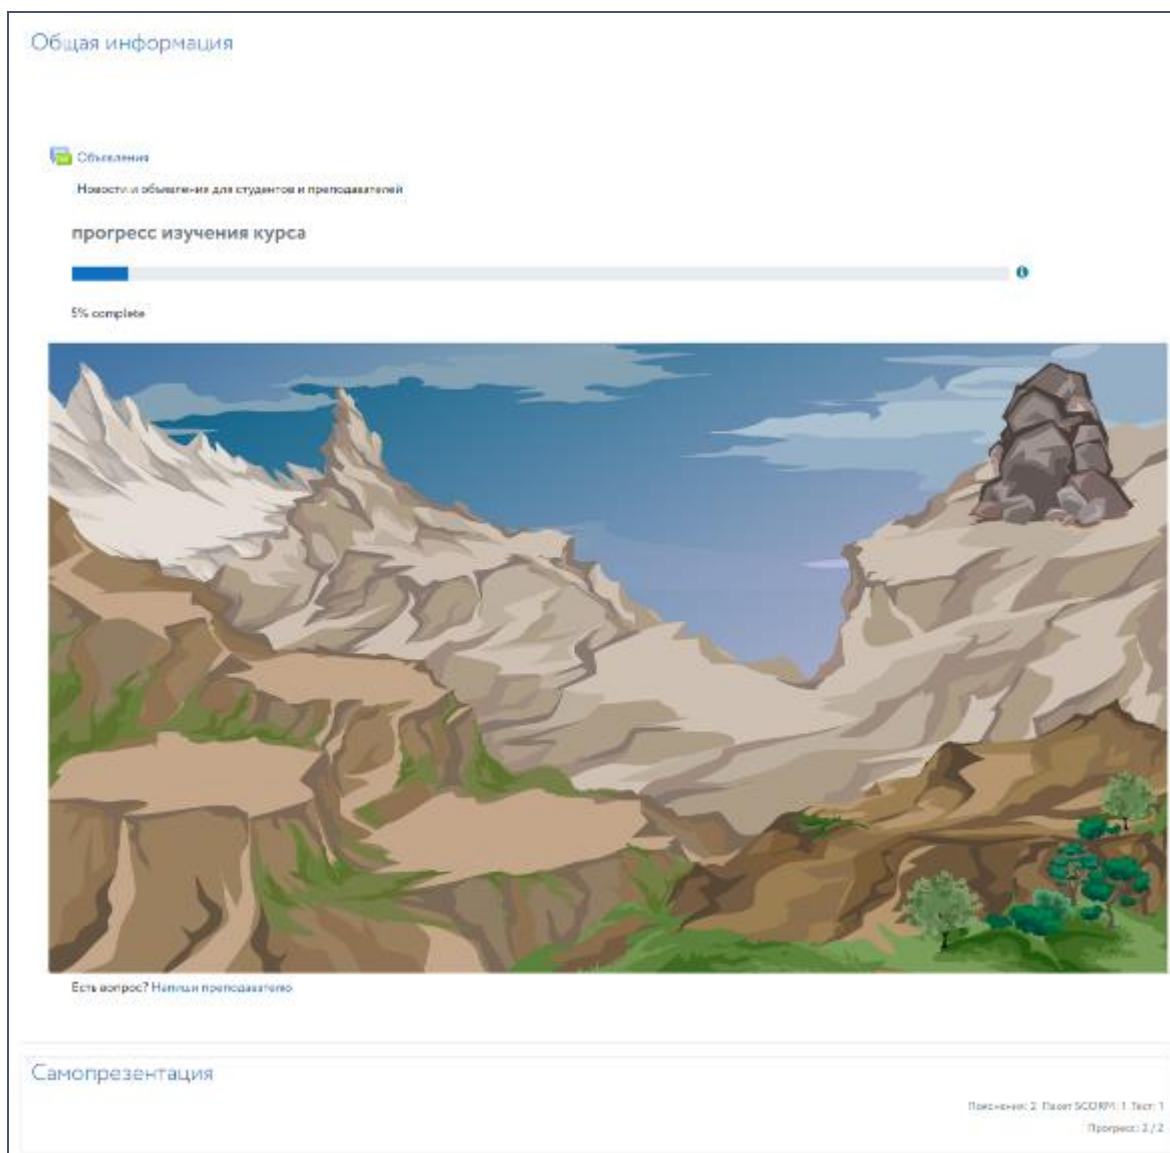 Общая информация
Объявления
Новости и объявления для студентов и преподавателей
прогресс изучения курса
5% complete
Есть вопрос? Напиши преподавателю
Самопрезентация
Пояснения: 2 Пакет SCORM: 1 Тест: 1
Прогресс: 2 / 2